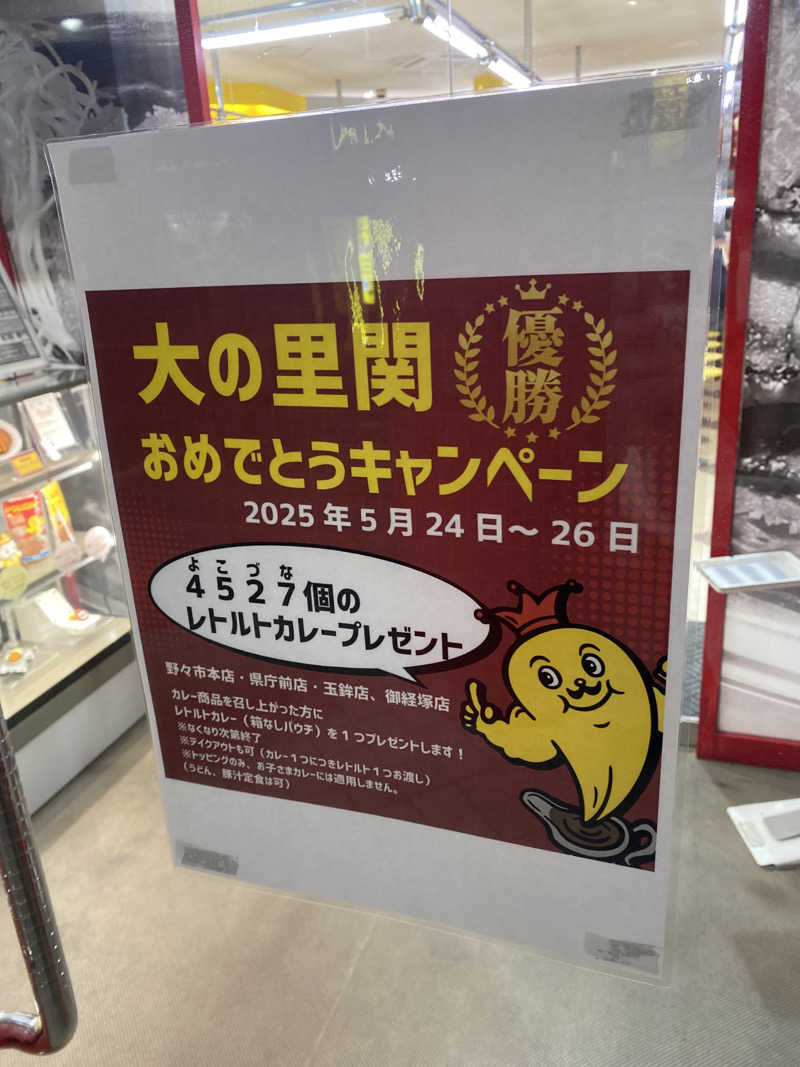 大の里関
優勝
おめでとうキャンペーン
2025年5月24日〜26日
よこづな
4527個の
レトルトカレープレゼント
野々市本店・県庁前店・玉鉾店、御経塚店
カレー商品を召し上がった方に
レトルトカレー（箱なしパウチ）を１つプレゼントします！
※なくなり次第終了
※テイクアウトも可（カレー１つにつきレトルト１つお渡し）
※トッピングのみ、お子さまカレーには適用しません。
（うどん、豚汁定食は可）